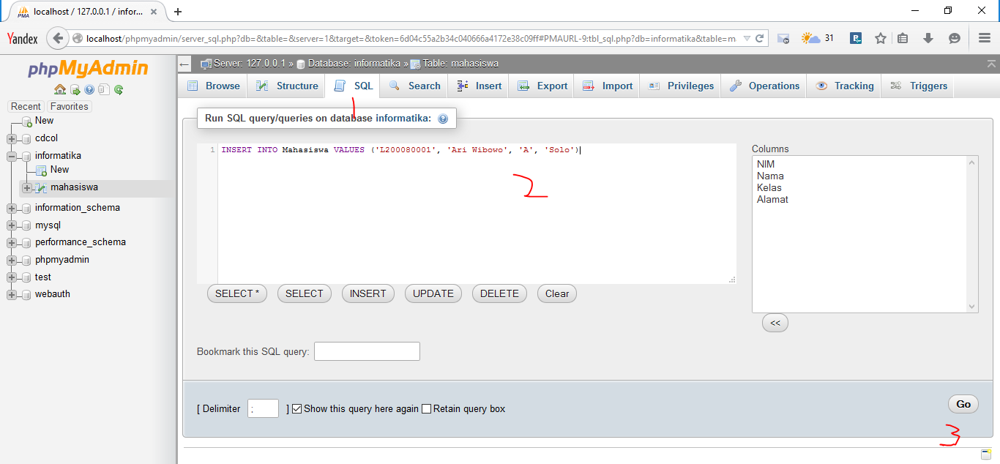 localhost / 127.0.0.1 / infor...
Yandex
localhost/phpmyadmin/server_sql.php?db=&table=&server=1&target=&token=6d04c55a2b34c040666a4172e38c09ff#PMAURL-9:tbl_sql.php?db=informatika&table=m
31
phpMyAdmin
Recent Favorites
New
cdcol
informatika
New
mahasiswa
information_schema
mysql
performance_schema
phpmyadmin
test
webauth
Server: 127.0.0.1 » Database: informatika » Table: mahasiswa
Browse Structure SQL Search Insert Export Import Privileges Operations Tracking Triggers
1
Run SQL query/queries on database informatika:
1 INSERT INTO Mahasiswa VALUES ('L200080001', 'Ari Wibowo', 'A', 'Solo')
2
Columns
NIM
Nama
Kelas
Alamat
<<
SELECT * SELECT INSERT UPDATE DELETE Clear
Bookmark this SQL query:
[ Delimiter ; ] Show this query here again Retain query box
Go
3